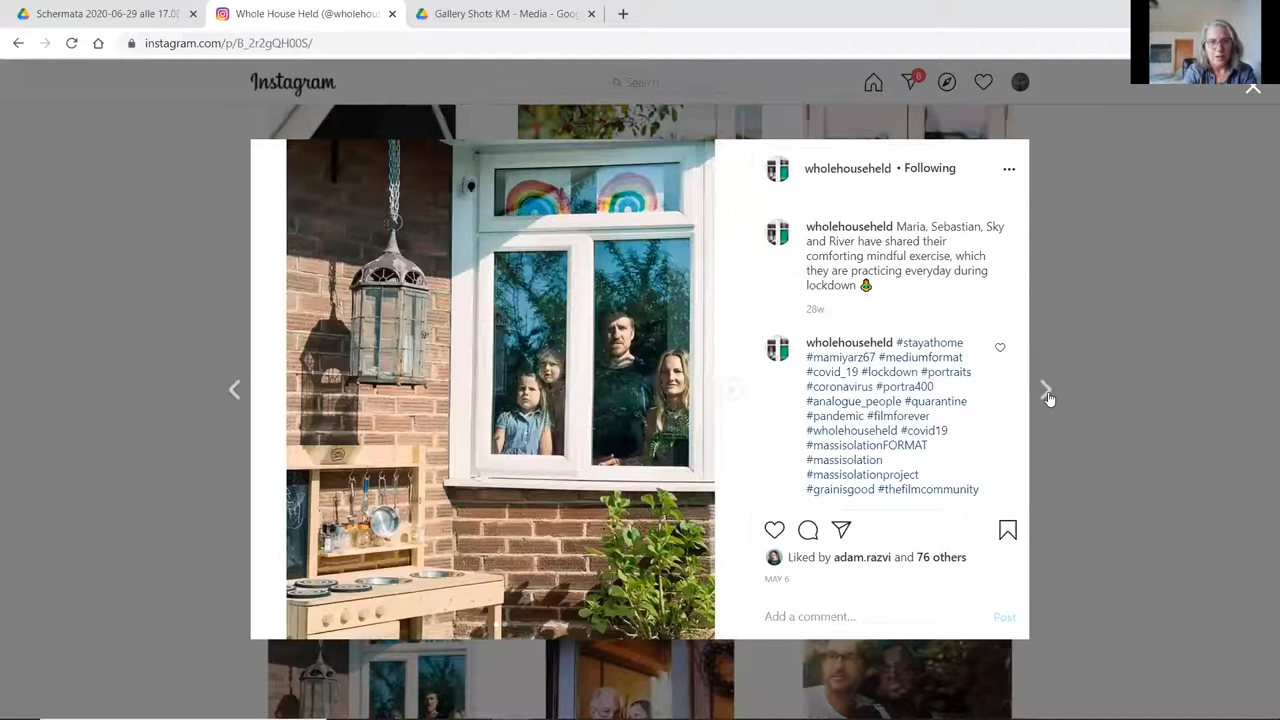 Schermata 2020-06-29 alle 17.0
Whole House Held (@wholehous
Gallery Shots KM - Media - Goo
instagram.com/p/B_2r2gQH00S/
Instagram
Search
8
wholehouseheld • Following
wholehouseheld Maria, Sebastian, Sky
and River have shared their
comforting mindful exercise, which
they are practicing everyday during
lockdown
28w
wholehouseheld #stayathome
#mamiyarz67 #mediumformat
#covid_19 #lockdown #portraits
#coronavirus #portra400
#analogue_people #quarantine
#pandemic #filmforever
#wholehouseheld #covid19
#massisolationFORMAT
#massisolation
#massisolationproject
#grainisgood #thefilmcommunity
Liked by adam.razvi and 76 others
MAY 6
Add a comment...
Post